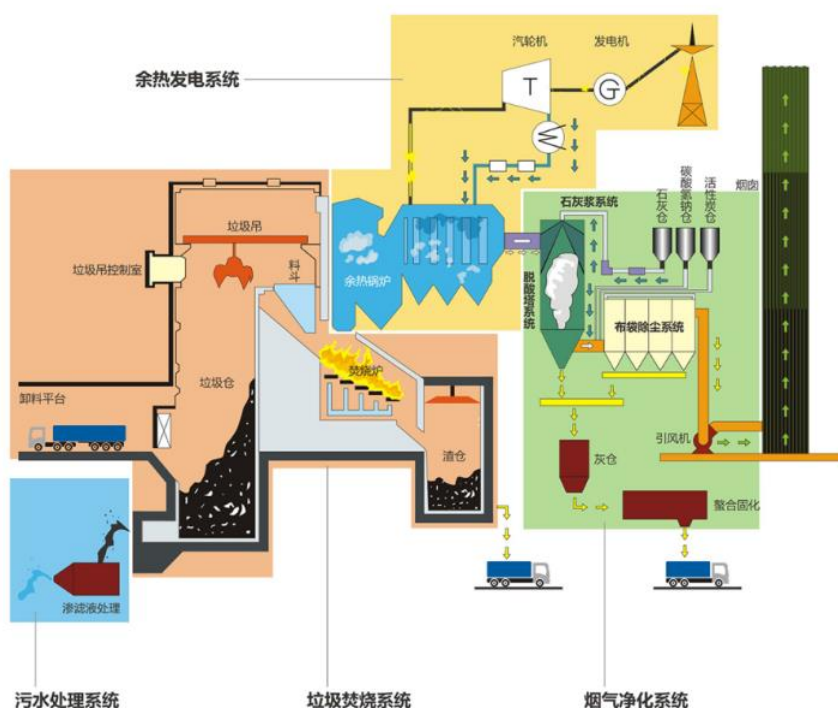 汽轮机
发电机
余热发电系统
T
G
烟囱
石灰仓
碳酸氢钠仓
活性炭仓
石灰浆系统
垃圾吊
垃圾吊控制室
料斗
余热锅炉
脱酸塔系统
布袋除尘系统
焚烧炉
垃圾仓
卸料平台
引风机
渣仓
灰仓
螯合固化
渗滤液处理
污水处理系统
垃圾焚烧系统
烟气净化系统